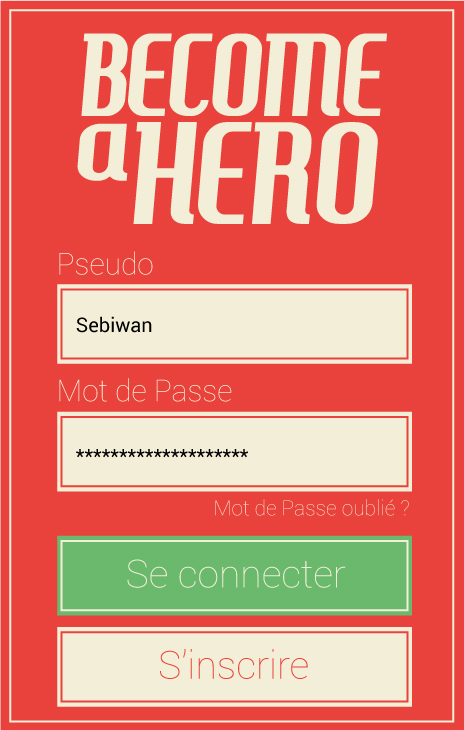 BECOME
a HERO
Pseudo
Sebiwan
Mot de Passe
********************
Mot de Passe oublié ?
Se connecter
S'inscrire